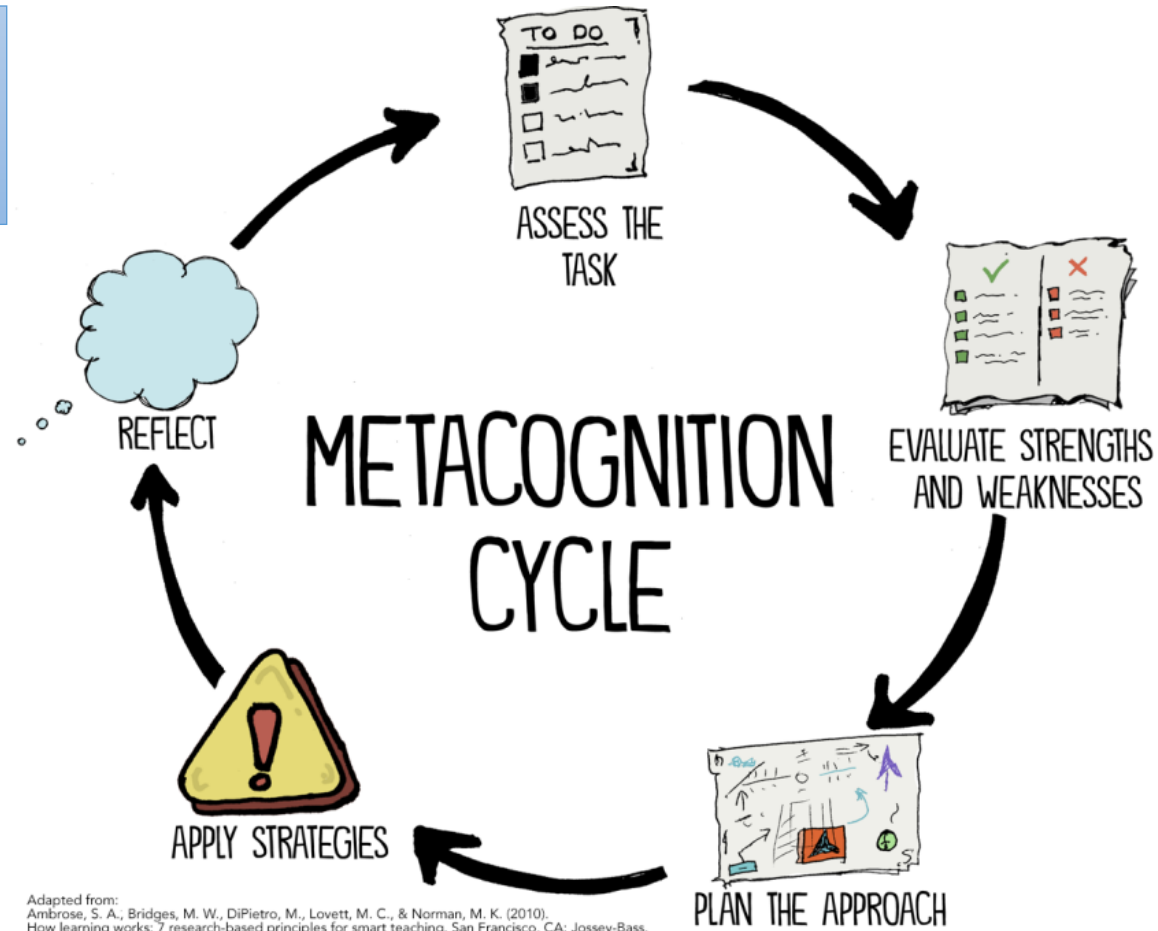 TO DO
ASSESS THE
TASK
EVALUATE STRENGTHS
AND WEAKNESSES
REFLECT
METACOGNITION
CYCLE
APPLY STRATEGIES
PLAN THE APPROACH
Adapted from:
Ambrose, S. A., Bridges, M. W., DiPietro, M., Lovett, M. C., & Norman, M. K. (2010).
How learning works: 7 research-based principles for smart teaching. San Francisco, CA: Jossey-Bass.